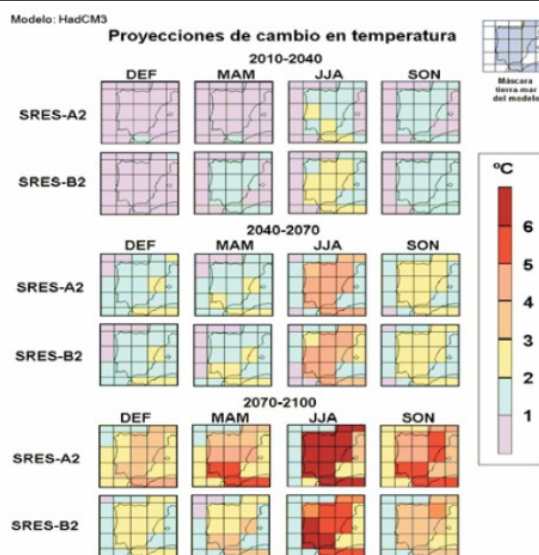 Modelo: HadCM3
Proyecciones de cambio en temperatura
2010-2040
DEF MAM JJA SON
SRES-A2
SRES-B2
2040-2070
DEF MAM JJA SON
SRES-A2
SRES-B2
2070-2100
DEF MAM JJA SON
SRES-A2
SRES-B2
Máscara
tierra-mar
del modelo
ºC
6
5
4
3
2
1